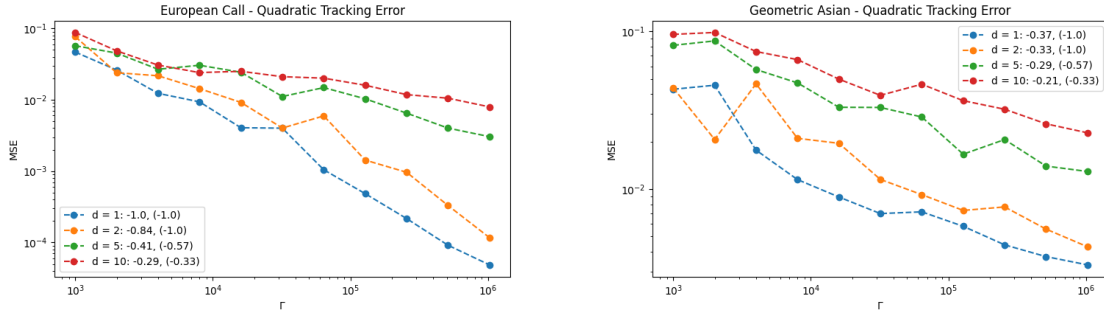 European Call - Quadratic Tracking Error
10⁻¹
10⁻²
10⁻³
10⁻⁴
MSE
d = 1: -1.0, (-1.0)
d = 2: -0.84, (-1.0)
d = 5: -0.41, (-0.57)
d = 10: -0.29, (-0.33)
10³
10⁴
10⁵
10⁶
Γ
Geometric Asian - Quadratic Tracking Error
10⁻¹
10⁻²
MSE
d = 1: -0.37, (-1.0)
d = 2: -0.33, (-1.0)
d = 5: -0.29, (-0.57)
d = 10: -0.21, (-0.33)
10³
10⁴
10⁵
10⁶
Γ